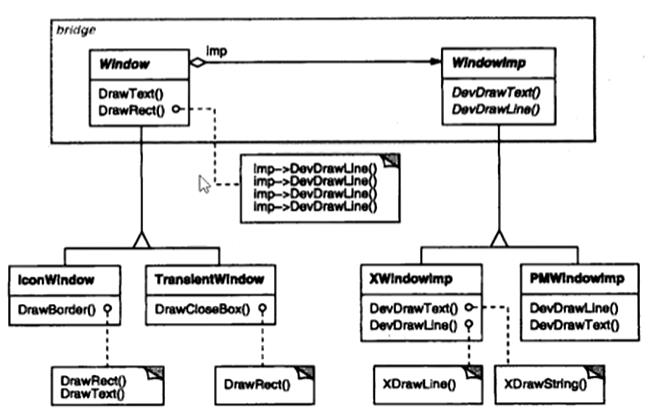 bridge
Window
imp
WindowImp
DrawText()
DrawRect()
DevDrawText()
DevDrawLine()
imp->DevDrawLine()
imp->DevDrawLine()
imp->DevDrawLine()
imp->DevDrawLine()
IconWindow
DrawBorder()
TransientWindow
DrawCloseBox()
XWindowImp
DevDrawText()
DevDrawLine()
PMWindowImp
DevDrawLine()
DevDrawText()
DrawRect()
DrawText()
DrawRect()
XDrawLine()
XDrawString()